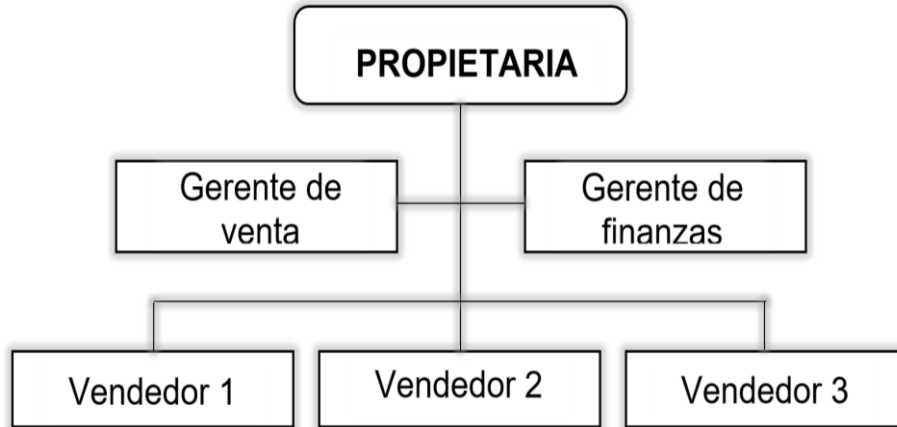 PROPIETARIA
Gerente de
venta
Gerente de
finanzas
Vendedor 1
Vendedor 2
Vendedor 3